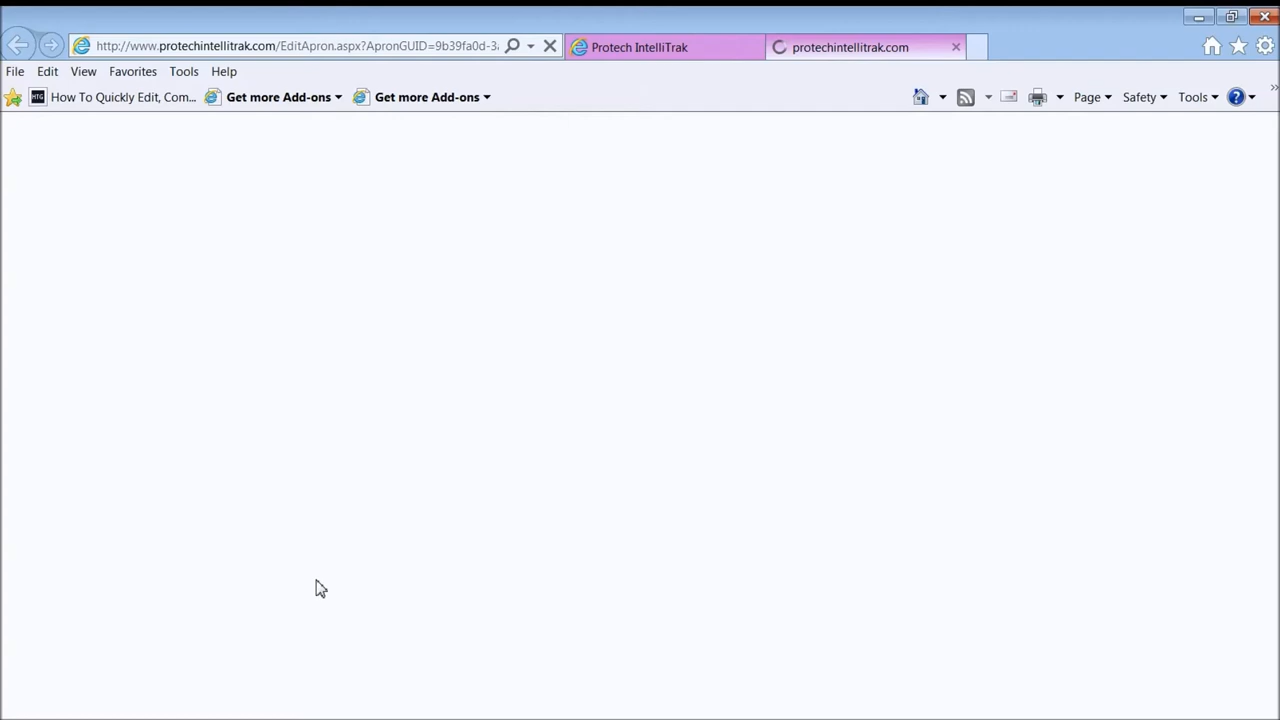 http://www.protechintellitrak.com/EditApron.aspx?ApronGUID=9b39fa0d-3
Protech IntelliTrak
protechintellitrak.com
File Edit View Favorites Tools Help
HTG How To Quickly Edit, Com... Get more Add-ons Get more Add-ons Page Safety Tools